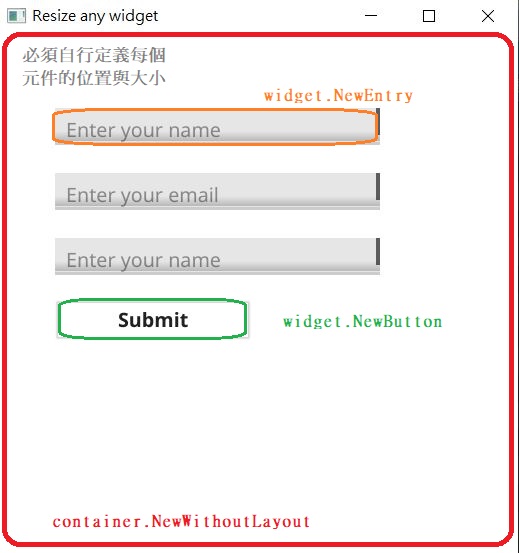 Resize any widget
必須自行定義每個
元件的位置與大小
widget.NewEntry
Enter your name
Enter your email
Enter your name
Submit
widget.NewButton
container.NewWithoutLayout